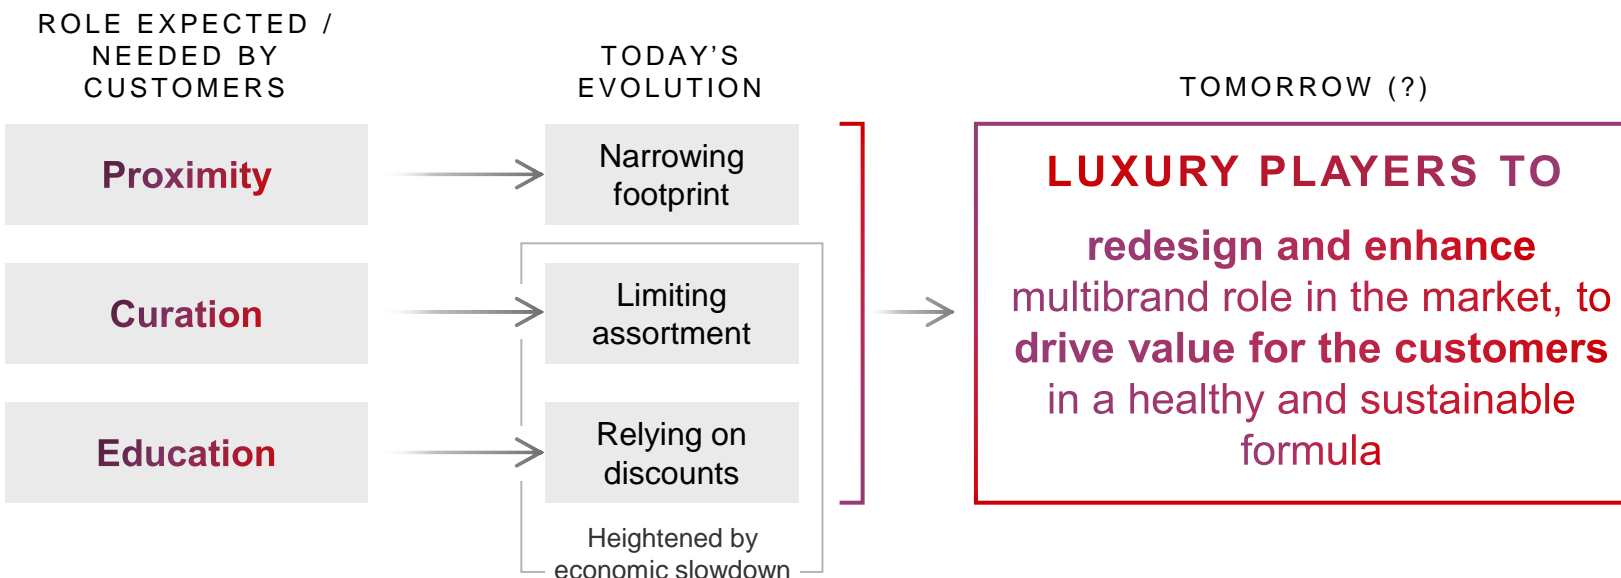 ROLE EXPECTED /
NEEDED BY
CUSTOMERS
TODAY’S
EVOLUTION
TOMORROW (?)
Proximity
Narrowing
footprint
Curation
Limiting
assortment
Education
Relying on
discounts
Heightened by
economic slowdown
LUXURY PLAYERS TO
redesign and enhance
multibrand role in the market, to
drive value for the customers
in a healthy and sustainable
formula